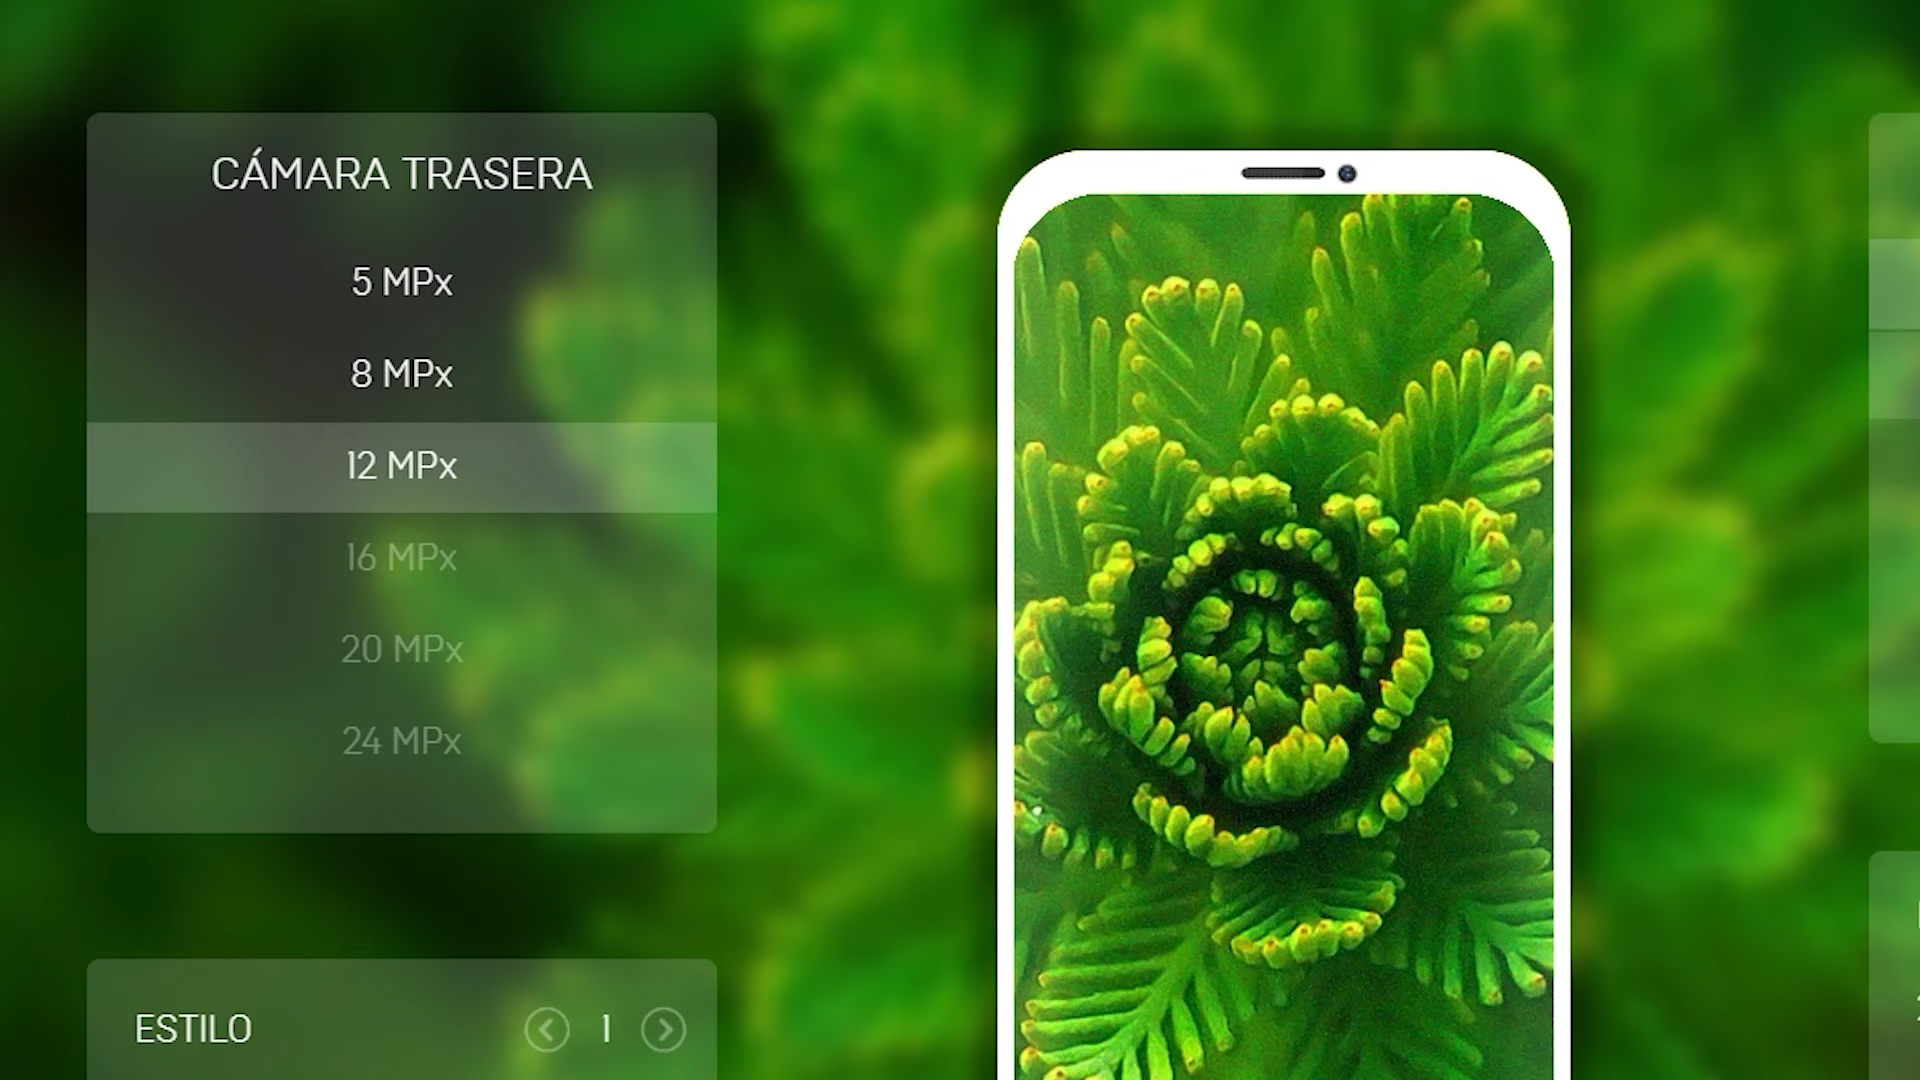 CÁMARA TRASERA
5 MPx
8 MPx
12 MPx
16 MPx
20 MPx
24 MPx
ESTILO
1